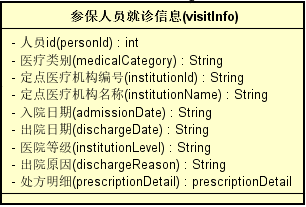 参保人员就诊信息(visitInfo)
- 人员id(personId) : int
- 医疗类别(medicalCategory) : String
- 定点医疗机构编号(institutionId) : String
- 定点医疗机构名称(institutionName) : String
- 入院日期(admissionDate) : String
- 出院日期(dischargeDate) : String
- 医院等级(institutionLevel) : String
- 出院原因(dischargeReason) : String
- 处方明细(prescriptionDetail) : prescriptionDetail